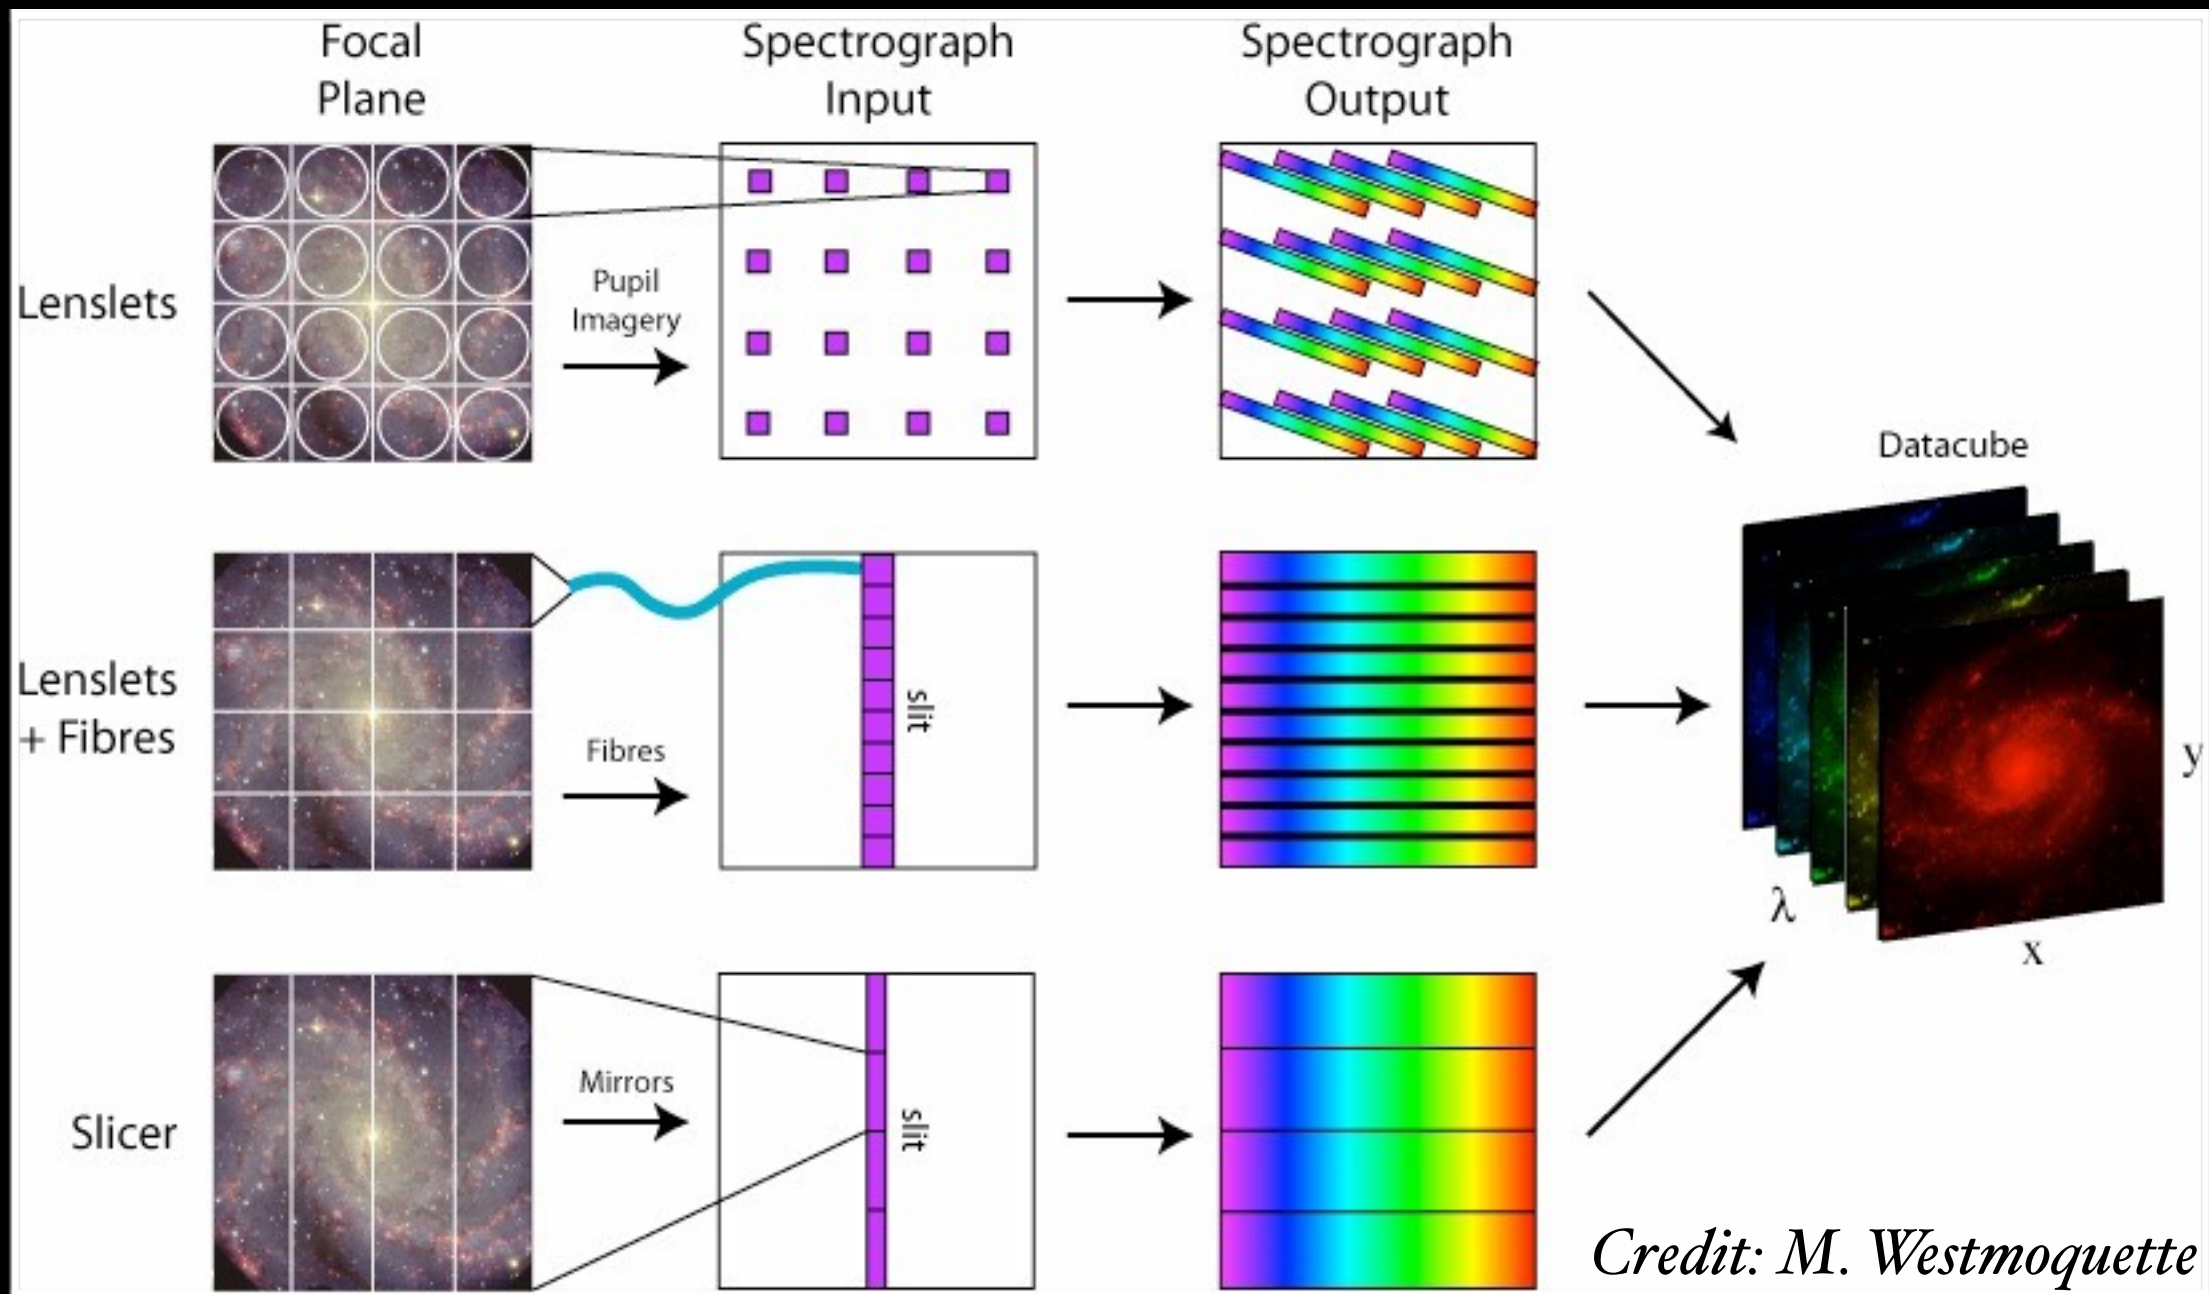 Focal
Plane
Spectrograph
Input
Spectrograph
Output
Lenslets
Pupil
Imagery
Datacube
Lenslets
+ Fibres
Fibres
slit
y
λ
x
Slicer
Mirrors
slit
Credit: M. Westmoquette